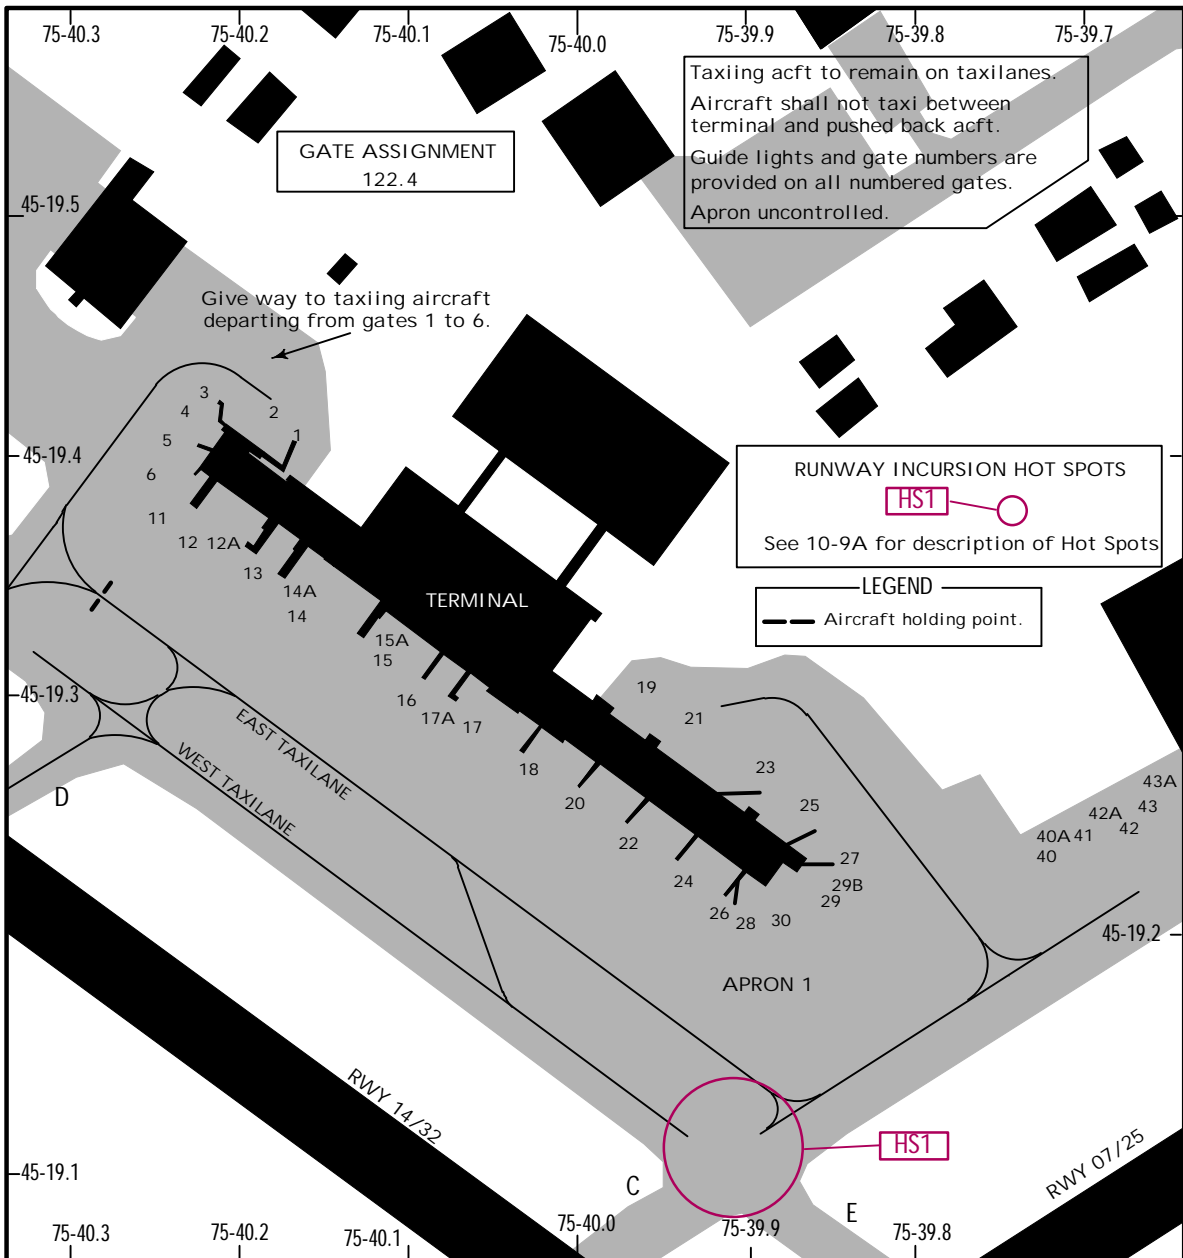 75-40.3
75-40.2
75-40.1
75-40.0
75-39.9
75-39.8
75-39.7
Taxiing acft to remain on taxilanes.
Aircraft shall not taxi between
terminal and pushed back acft.
Guide lights and gate numbers are
provided on all numbered gates.
Apron uncontrolled.
GATE ASSIGNMENT
122.4
45-19.5
Give way to taxiing aircraft
departing from gates 1 to 6.
3
4
2
5
1
6
45-19.4
RUNWAY INCURSION HOT SPOTS
HS1
See 10-9A for description of Hot Spots
LEGEND
Aircraft holding point.
11
12
12A
13
14A
14
TERMINAL
15A
15
16
17A
17
18
19
21
45-19.3
EAST TAXILANE
WEST TAXILANE
D
20
22
23
24
25
26
27
28
29B
29
30
40A
40
41
42A
42
43A
43
45-19.2
APRON 1
RWY 14/32
HS1
45-19.1
C
E
RWY 07/25
75-40.3
75-40.2
75-40.1
75-40.0
75-39.9
75-39.8